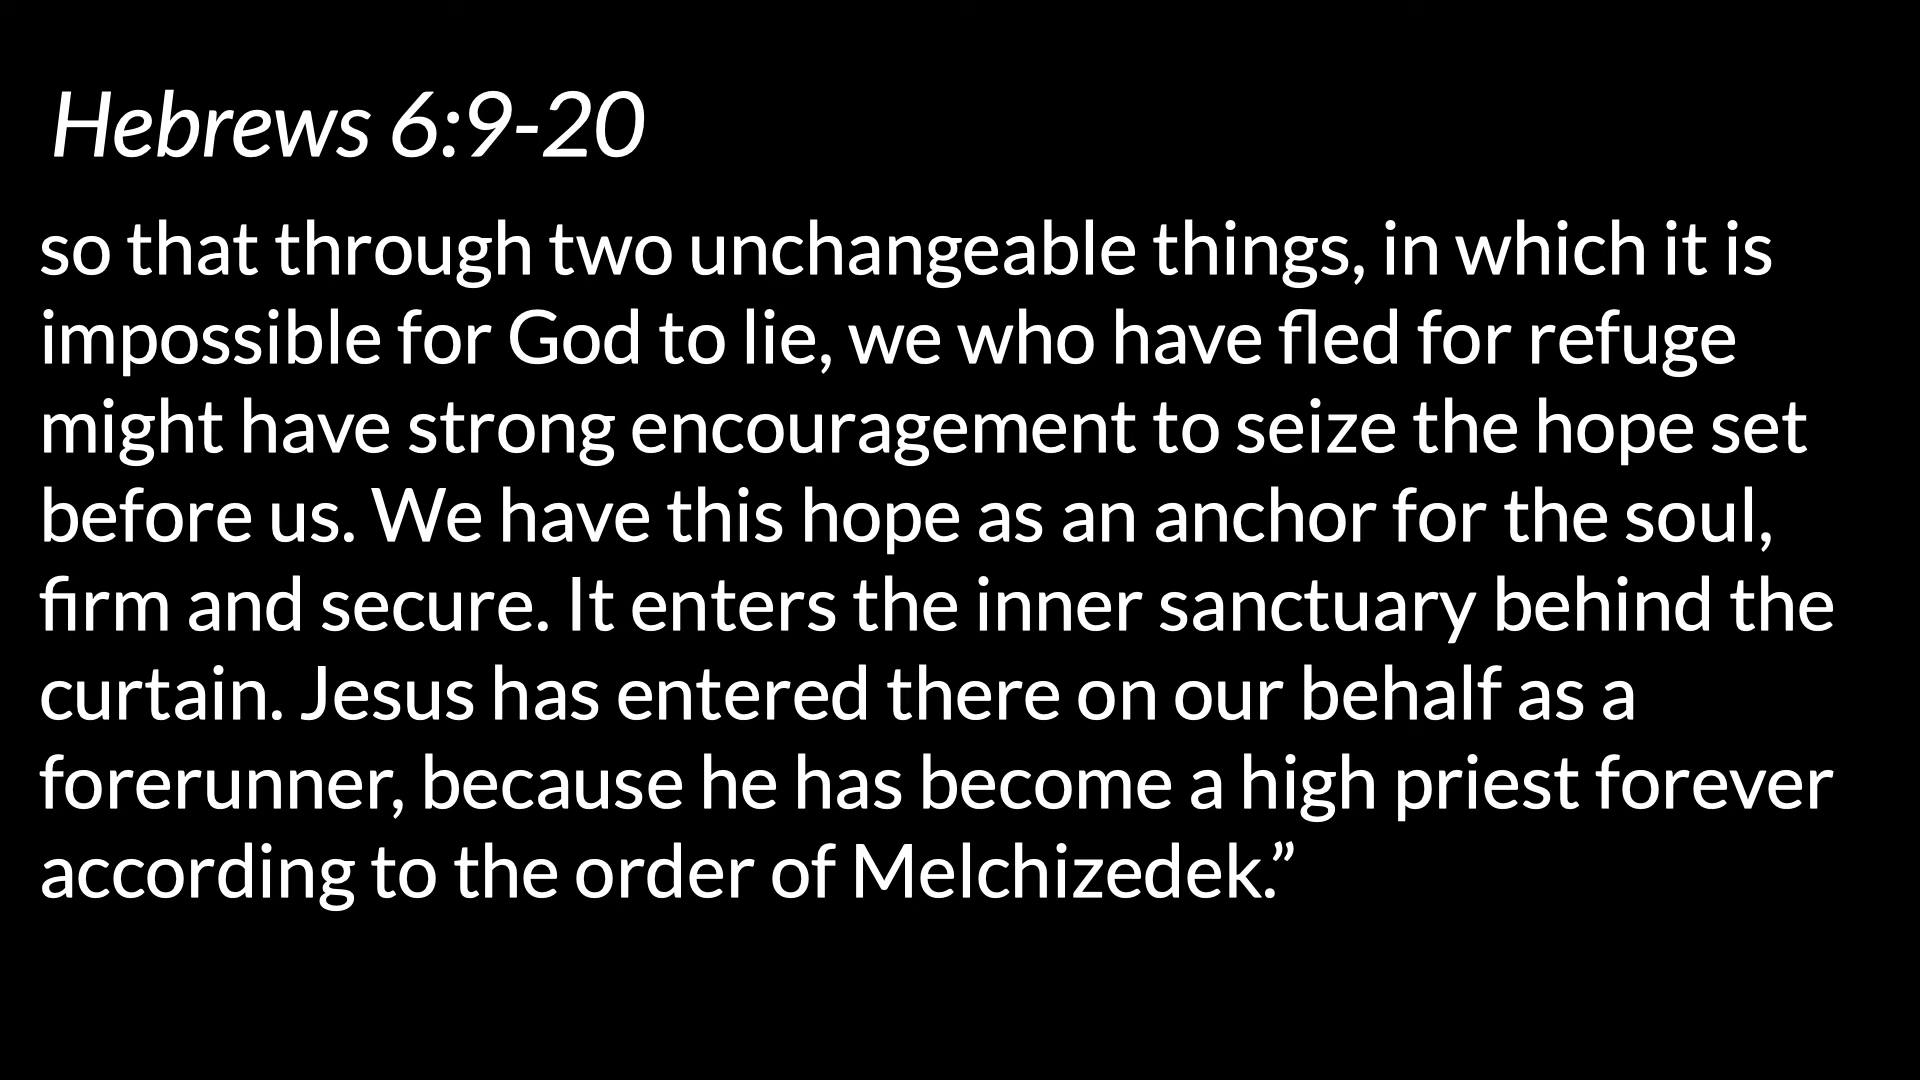 Hebrews 6:9-20
so that through two unchangeable things, in which it is
impossible for God to lie, we who have fled for refuge
might have strong encouragement to seize the hope set
before us. We have this hope as an anchor for the soul,
firm and secure. It enters the inner sanctuary behind the
curtain. Jesus has entered there on our behalf as a
forerunner, because he has become a high priest forever
according to the order of Melchizedek.”